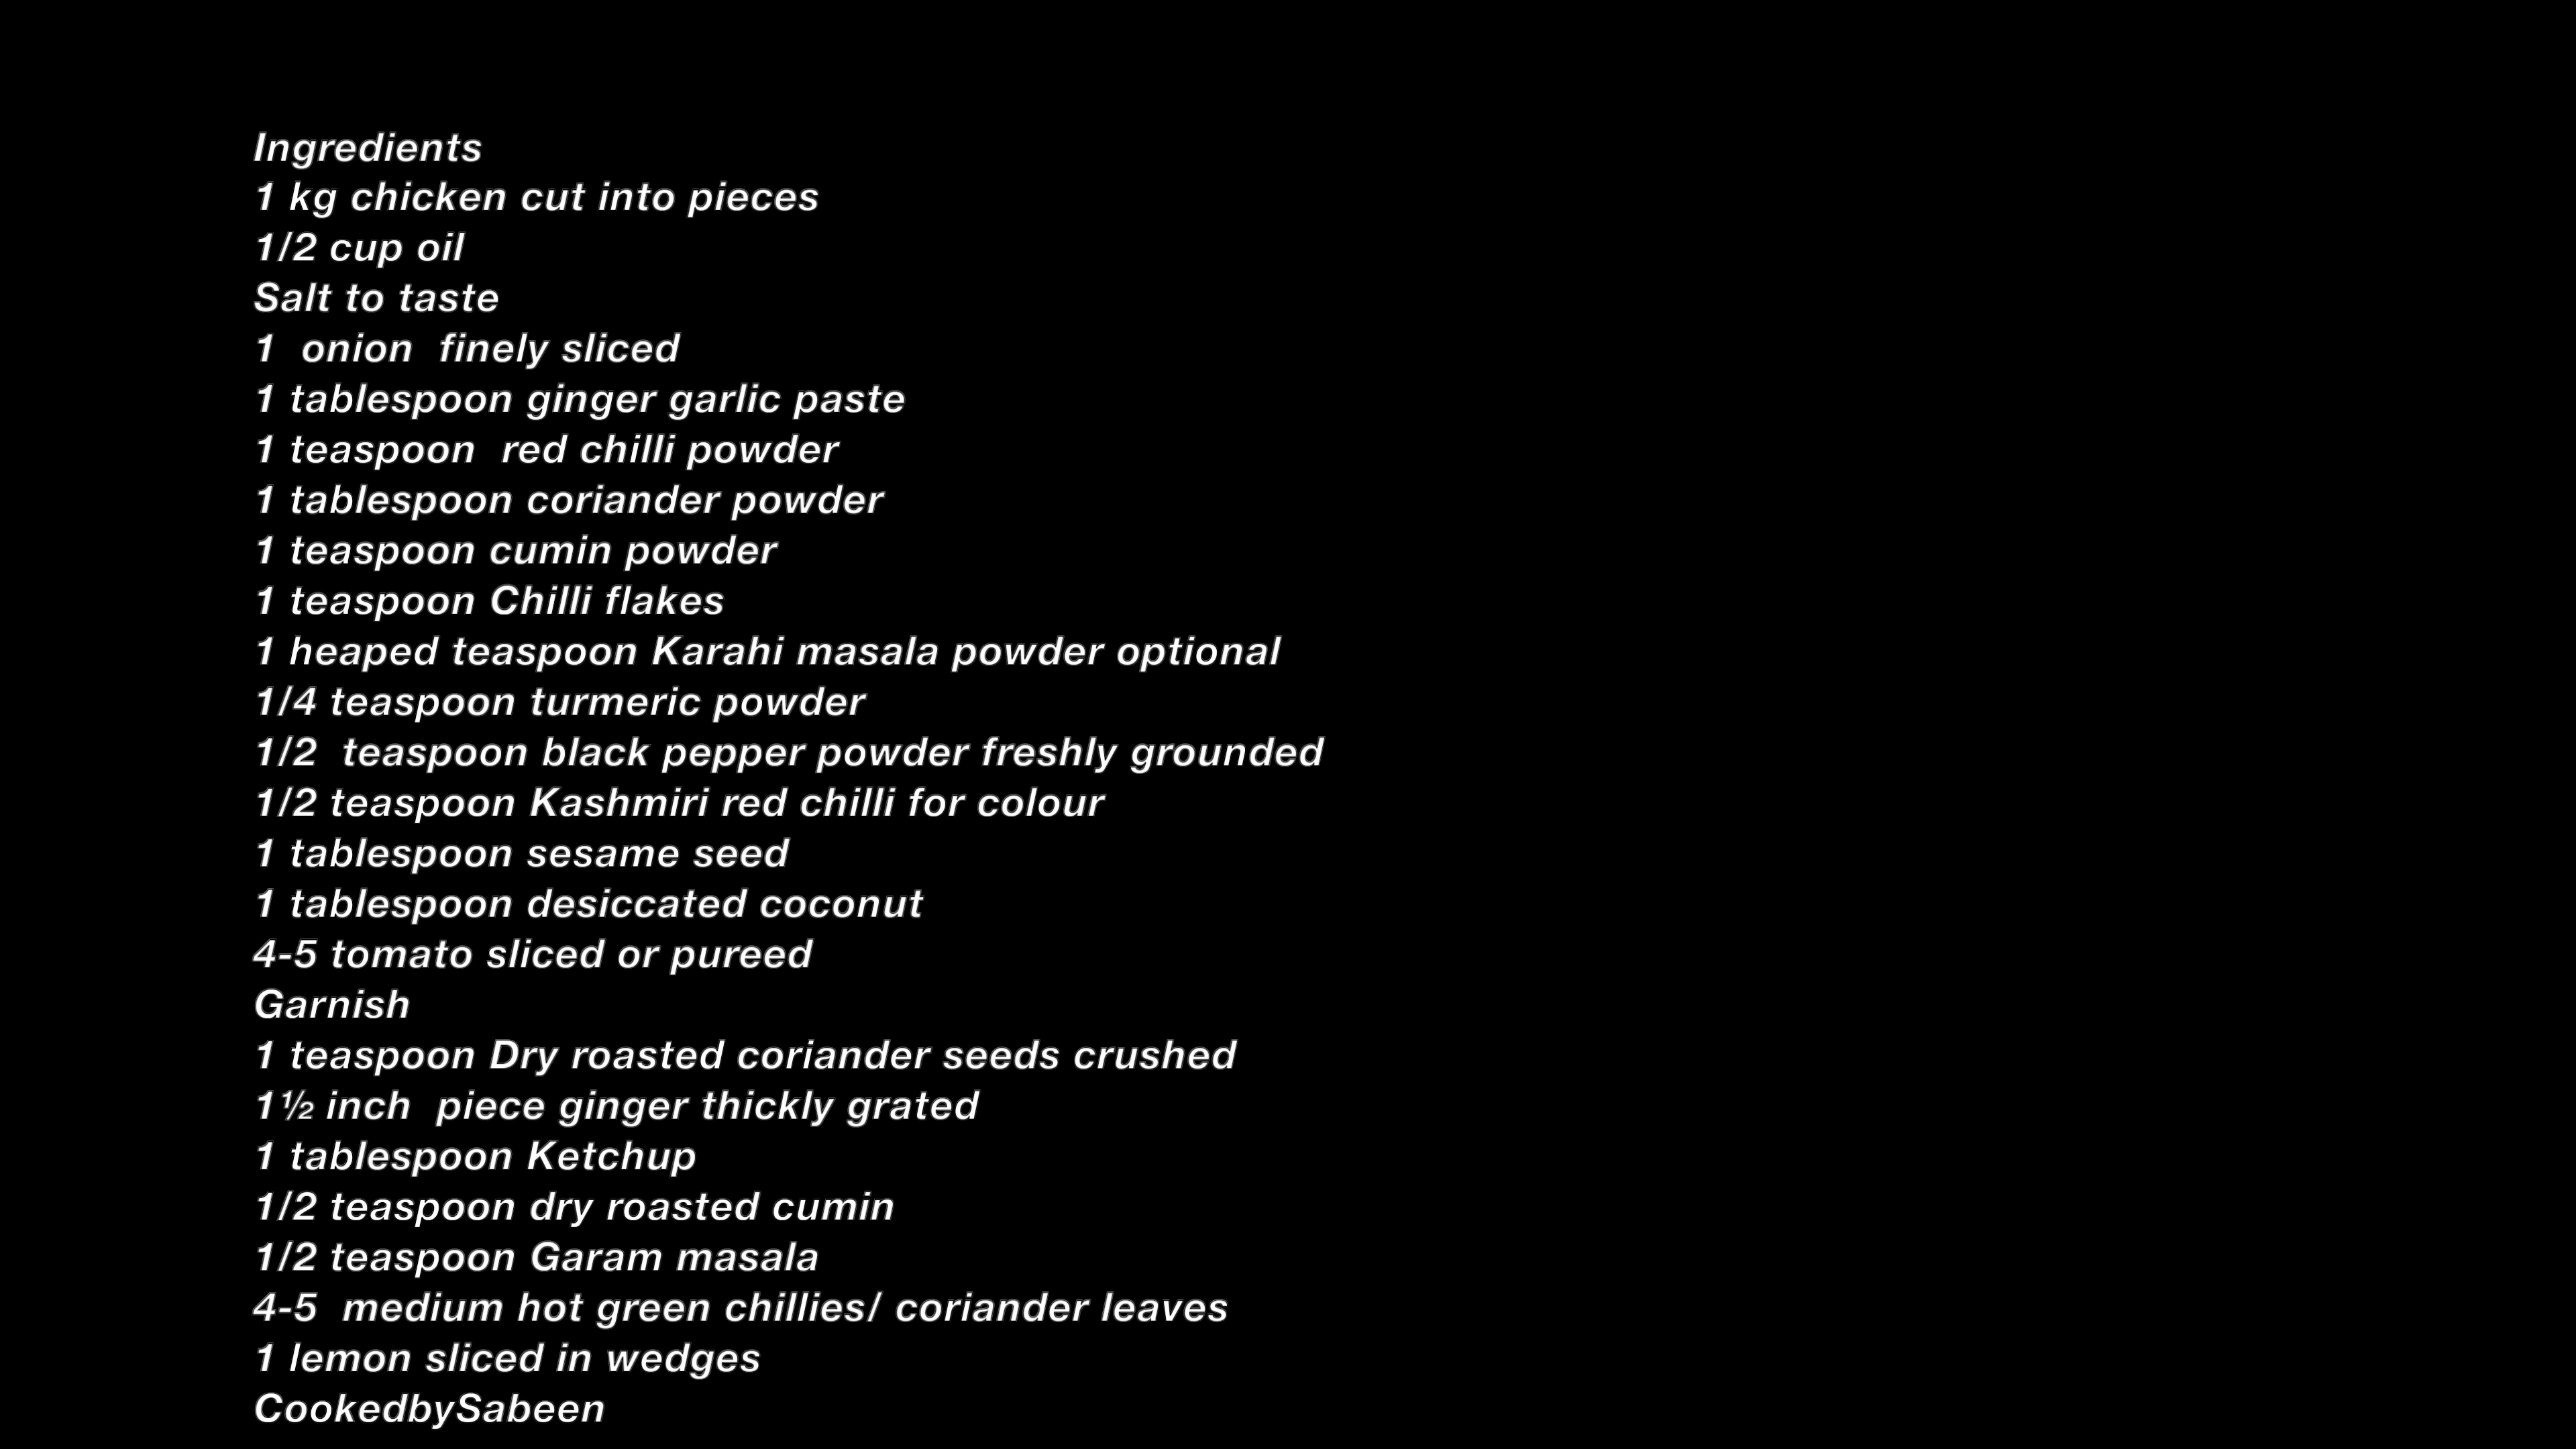 Ingredients
1 kg chicken cut into pieces
1/2 cup oil
Salt to taste
1  onion  finely sliced
1 tablespoon ginger garlic paste
1 teaspoon  red chilli powder
1 tablespoon coriander powder
1 teaspoon cumin powder
1 teaspoon Chilli flakes
1 heaped teaspoon Karahi masala powder optional
1/4 teaspoon turmeric powder
1/2  teaspoon black pepper powder freshly grounded
1/2 teaspoon Kashmiri red chilli for colour
1 tablespoon sesame seed
1 tablespoon desiccated coconut
4-5 tomato sliced or pureed
Garnish
1 teaspoon Dry roasted coriander seeds crushed
1½ inch  piece ginger thickly grated
1 tablespoon Ketchup
1/2 teaspoon dry roasted cumin
1/2 teaspoon Garam masala
4-5  medium hot green chillies/ coriander leaves
1 lemon sliced in wedges
CookedbySabeen